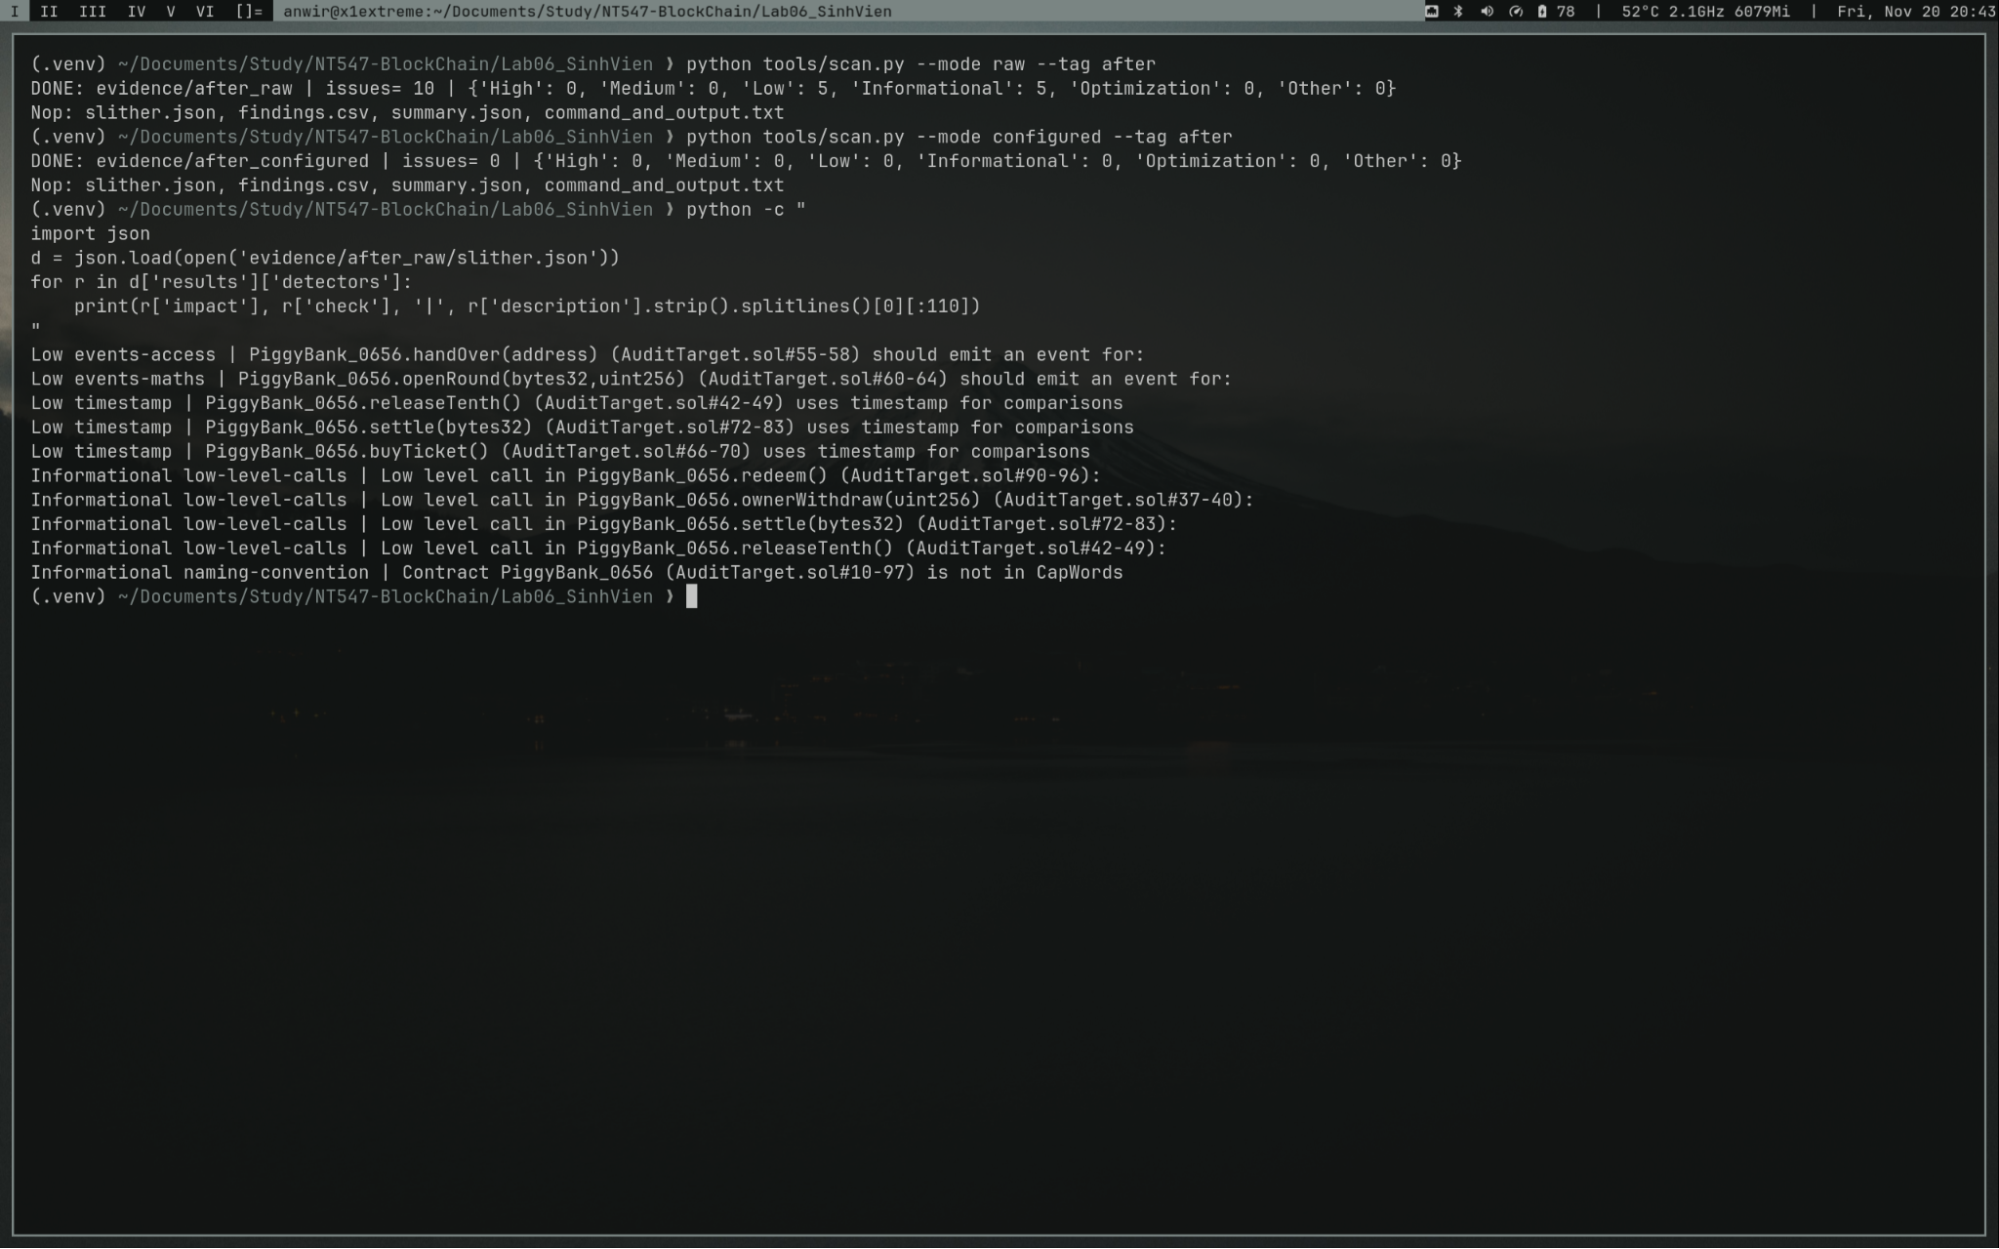 I II III IV V VI []= anwir@x1extreme:~/Documents/Study/NT547-BlockChain/Lab06_SinhVien 78 | 52°C 2.1GHz 6079Mi | Fri, Nov 20 20:43
(.venv) ~/Documents/Study/NT547-BlockChain/Lab06_SinhVien ❯ python tools/scan.py --mode raw --tag after
DONE: evidence/after_raw | issues= 10 | {'High': 0, 'Medium': 0, 'Low': 5, 'Informational': 5, 'Optimization': 0, 'Other': 0}
Nop: slither.json, findings.csv, summary.json, command_and_output.txt
(.venv) ~/Documents/Study/NT547-BlockChain/Lab06_SinhVien ❯ python tools/scan.py --mode configured --tag after
DONE: evidence/after_configured | issues= 0 | {'High': 0, 'Medium': 0, 'Low': 0, 'Informational': 0, 'Optimization': 0, 'Other': 0}
Nop: slither.json, findings.csv, summary.json, command_and_output.txt
(.venv) ~/Documents/Study/NT547-BlockChain/Lab06_SinhVien ❯ python -c "
import json
d = json.load(open('evidence/after_raw/slither.json'))
for r in d['results']['detectors']:
    print(r['impact'], r['check'], '|', r['description'].strip().splitlines()[0][:110])
"
Low events-access | PiggyBank_0656.handOver(address) (AuditTarget.sol#55-58) should emit an event for:
Low events-maths | PiggyBank_0656.openRound(bytes32,uint256) (AuditTarget.sol#60-64) should emit an event for:
Low timestamp | PiggyBank_0656.releaseTenth() (AuditTarget.sol#42-49) uses timestamp for comparisons
Low timestamp | PiggyBank_0656.settle(bytes32) (AuditTarget.sol#72-83) uses timestamp for comparisons
Low timestamp | PiggyBank_0656.buyTicket() (AuditTarget.sol#66-70) uses timestamp for comparisons
Informational low-level-calls | Low level call in PiggyBank_0656.redeem() (AuditTarget.sol#90-96):
Informational low-level-calls | Low level call in PiggyBank_0656.ownerWithdraw(uint256) (AuditTarget.sol#37-40):
Informational low-level-calls | Low level call in PiggyBank_0656.settle(bytes32) (AuditTarget.sol#72-83):
Informational low-level-calls | Low level call in PiggyBank_0656.releaseTenth() (AuditTarget.sol#42-49):
Informational naming-convention | Contract PiggyBank_0656 (AuditTarget.sol#10-97) is not in CapWords
(.venv) ~/Documents/Study/NT547-BlockChain/Lab06_SinhVien ❯